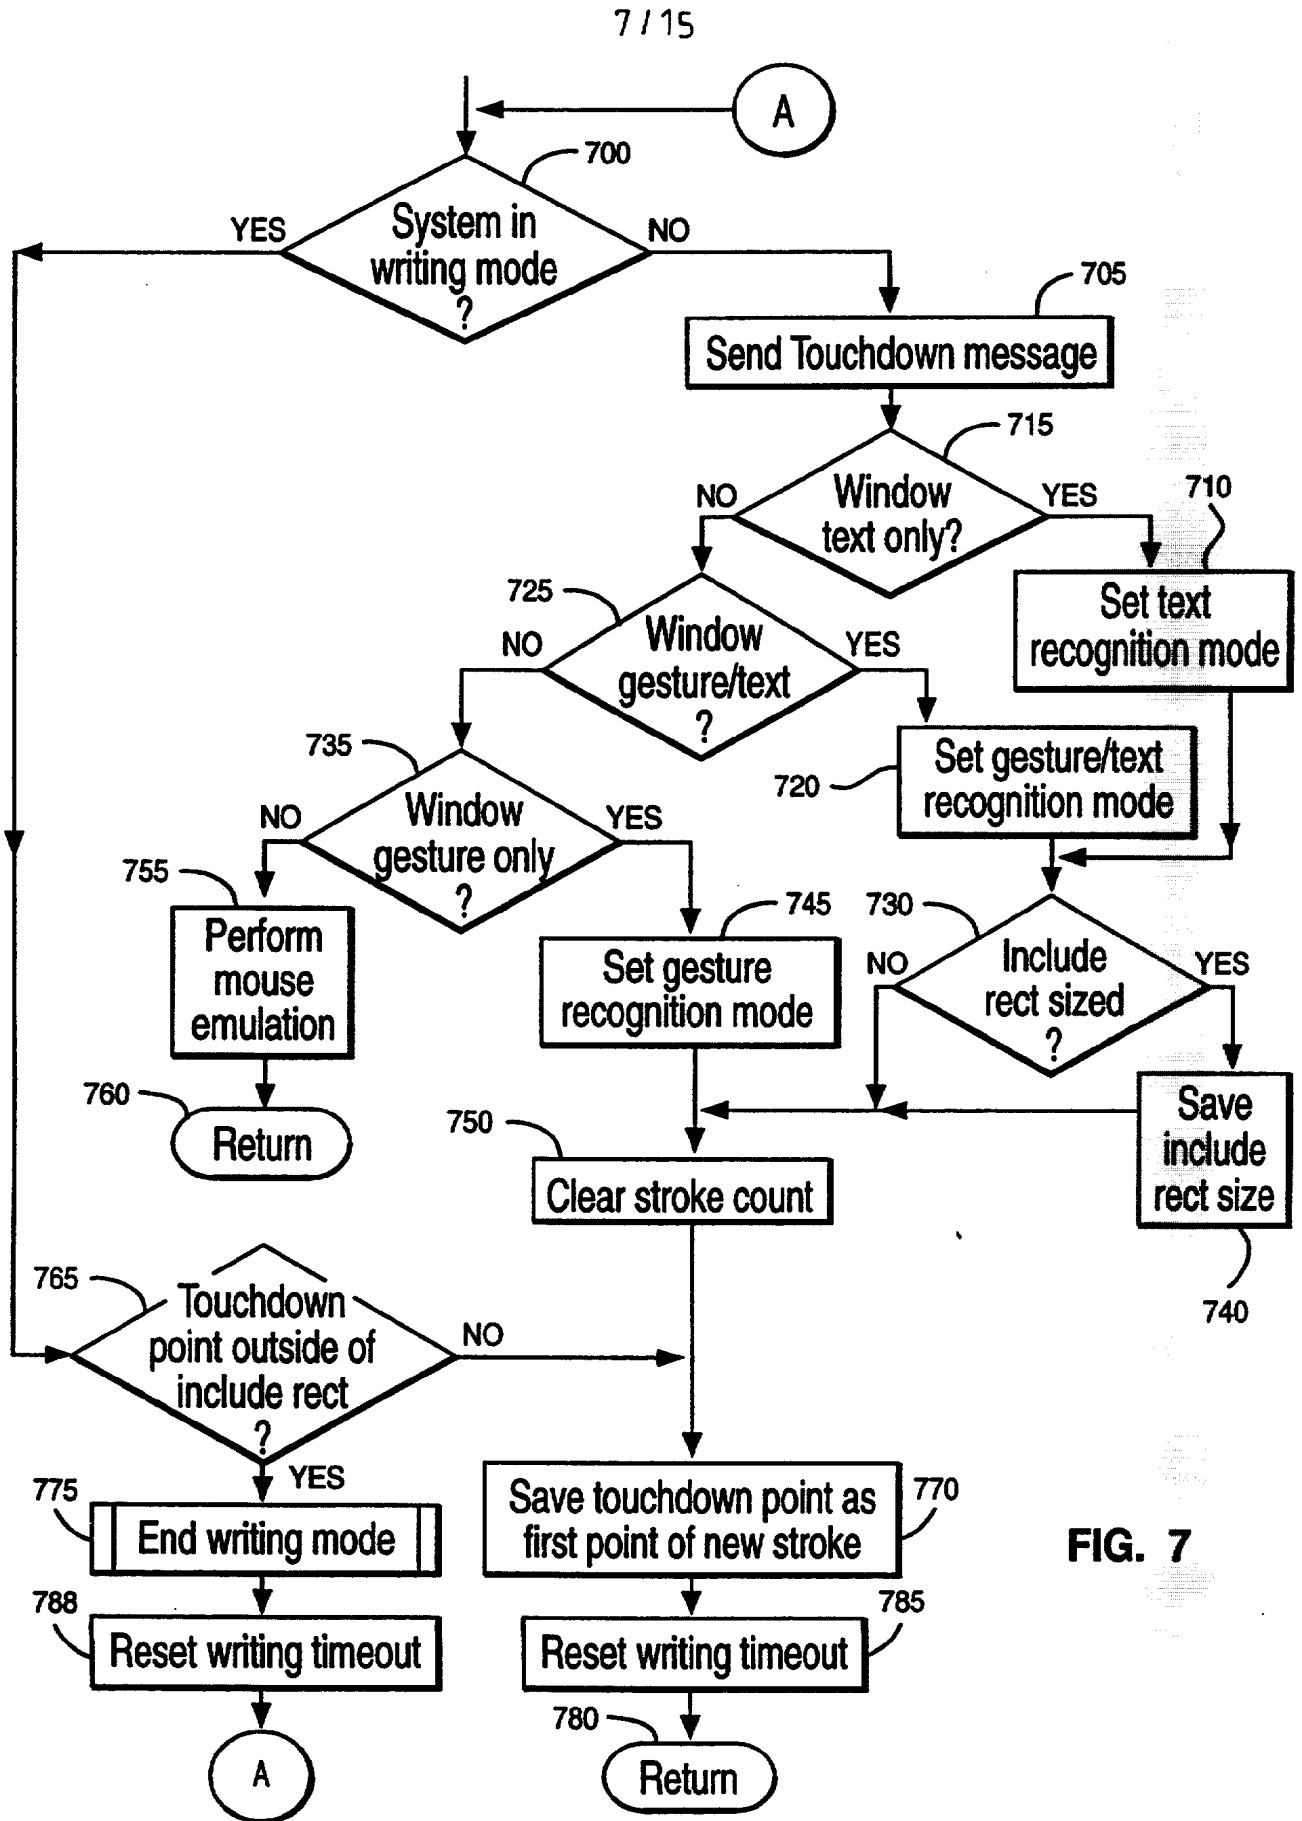 7/15
A
700
System in
writing mode
?
YES
NO
705
Send Touchdown message
715
Window
text only?
NO
YES
710
Set text
recognition mode
725
Window
gesture/text
?
NO
YES
720
Set gesture/text
recognition mode
735
Window
gesture only
?
NO
YES
755
Perform
mouse
emulation
745
Set gesture
recognition mode
730
Include
rect sized
?
NO
YES
760
Return
750
Clear stroke count
Save
include
rect size
740
765
Touchdown
point outside of
include rect
?
NO
YES
775
End writing mode
Save touchdown point as
first point of new stroke
770
FIG. 7
788
Reset writing timeout
785
Reset writing timeout
A
780
Return